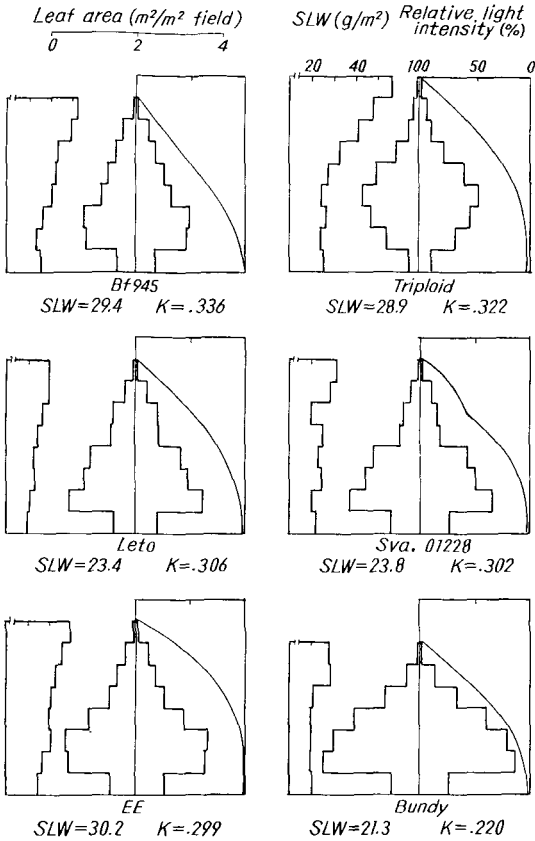 Leaf area (m²/m² field)
0 2 4
SLW (g/m²) Relative light
intensity (%)
20 40 100 50 0
Bf 945
SLW=29.4 K=.336
Triploid
SLW=28.9 K=.322
Leto
SLW=23.4 K=.306
Sva. 01228
SLW=23.8 K=.302
EE
SLW=30.2 K=.299
Bundy
SLW=21.3 K=.220